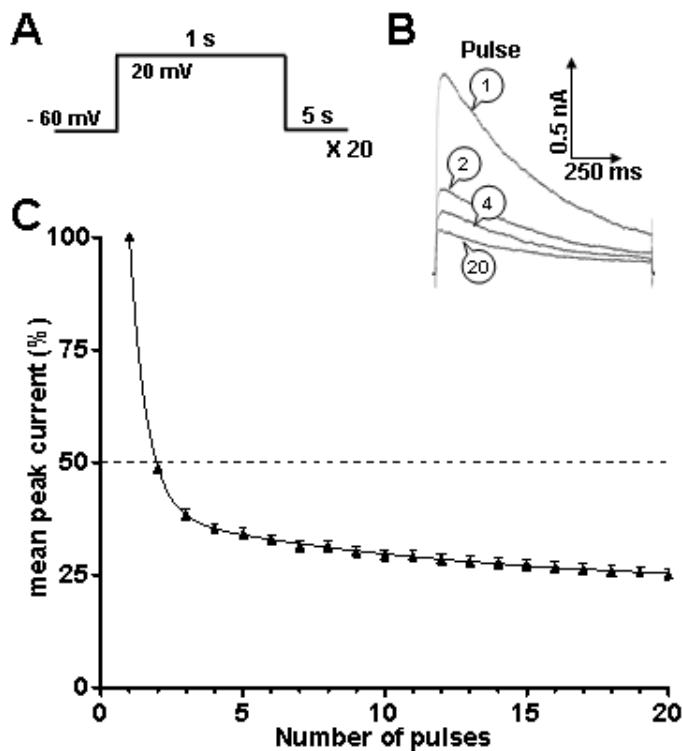 A
1 s
20 mV
- 60 mV
5 s
X 20
B
Pulse
1
2
4
20
0.5 nA
250 ms
C
mean peak current (%)
100
75
50
25
0
0
5
10
15
20
Number of pulses